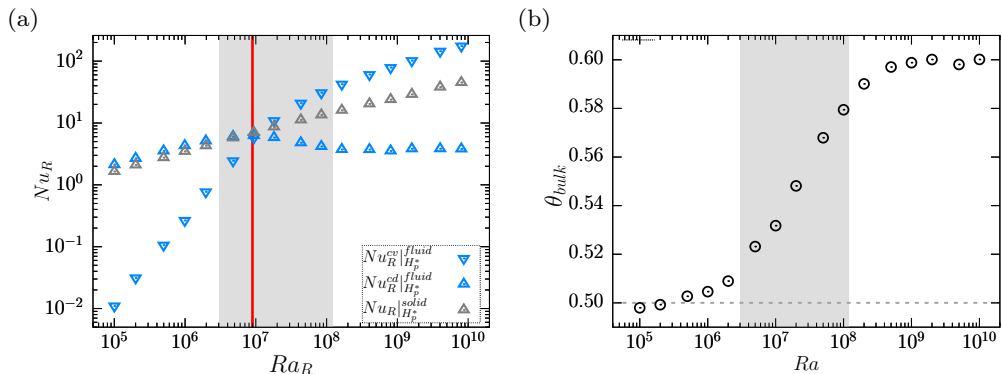 (a)
10^2
10^1
10^0
10^{-1}
10^{-2}
Nu_R
Nu_R^{cv}|_{H_p^*}^{fluid}
Nu_R^{cd}|_{H_p^*}^{fluid}
Nu_R|_{H_p^*}^{solid}
10^5 10^6 10^7 10^8 10^9 10^{10}
Ra_R
(b)
0.60
0.58
0.56
0.54
0.52
0.50
θ_{bulk}
10^5 10^6 10^7 10^8 10^9 10^{10}
Ra